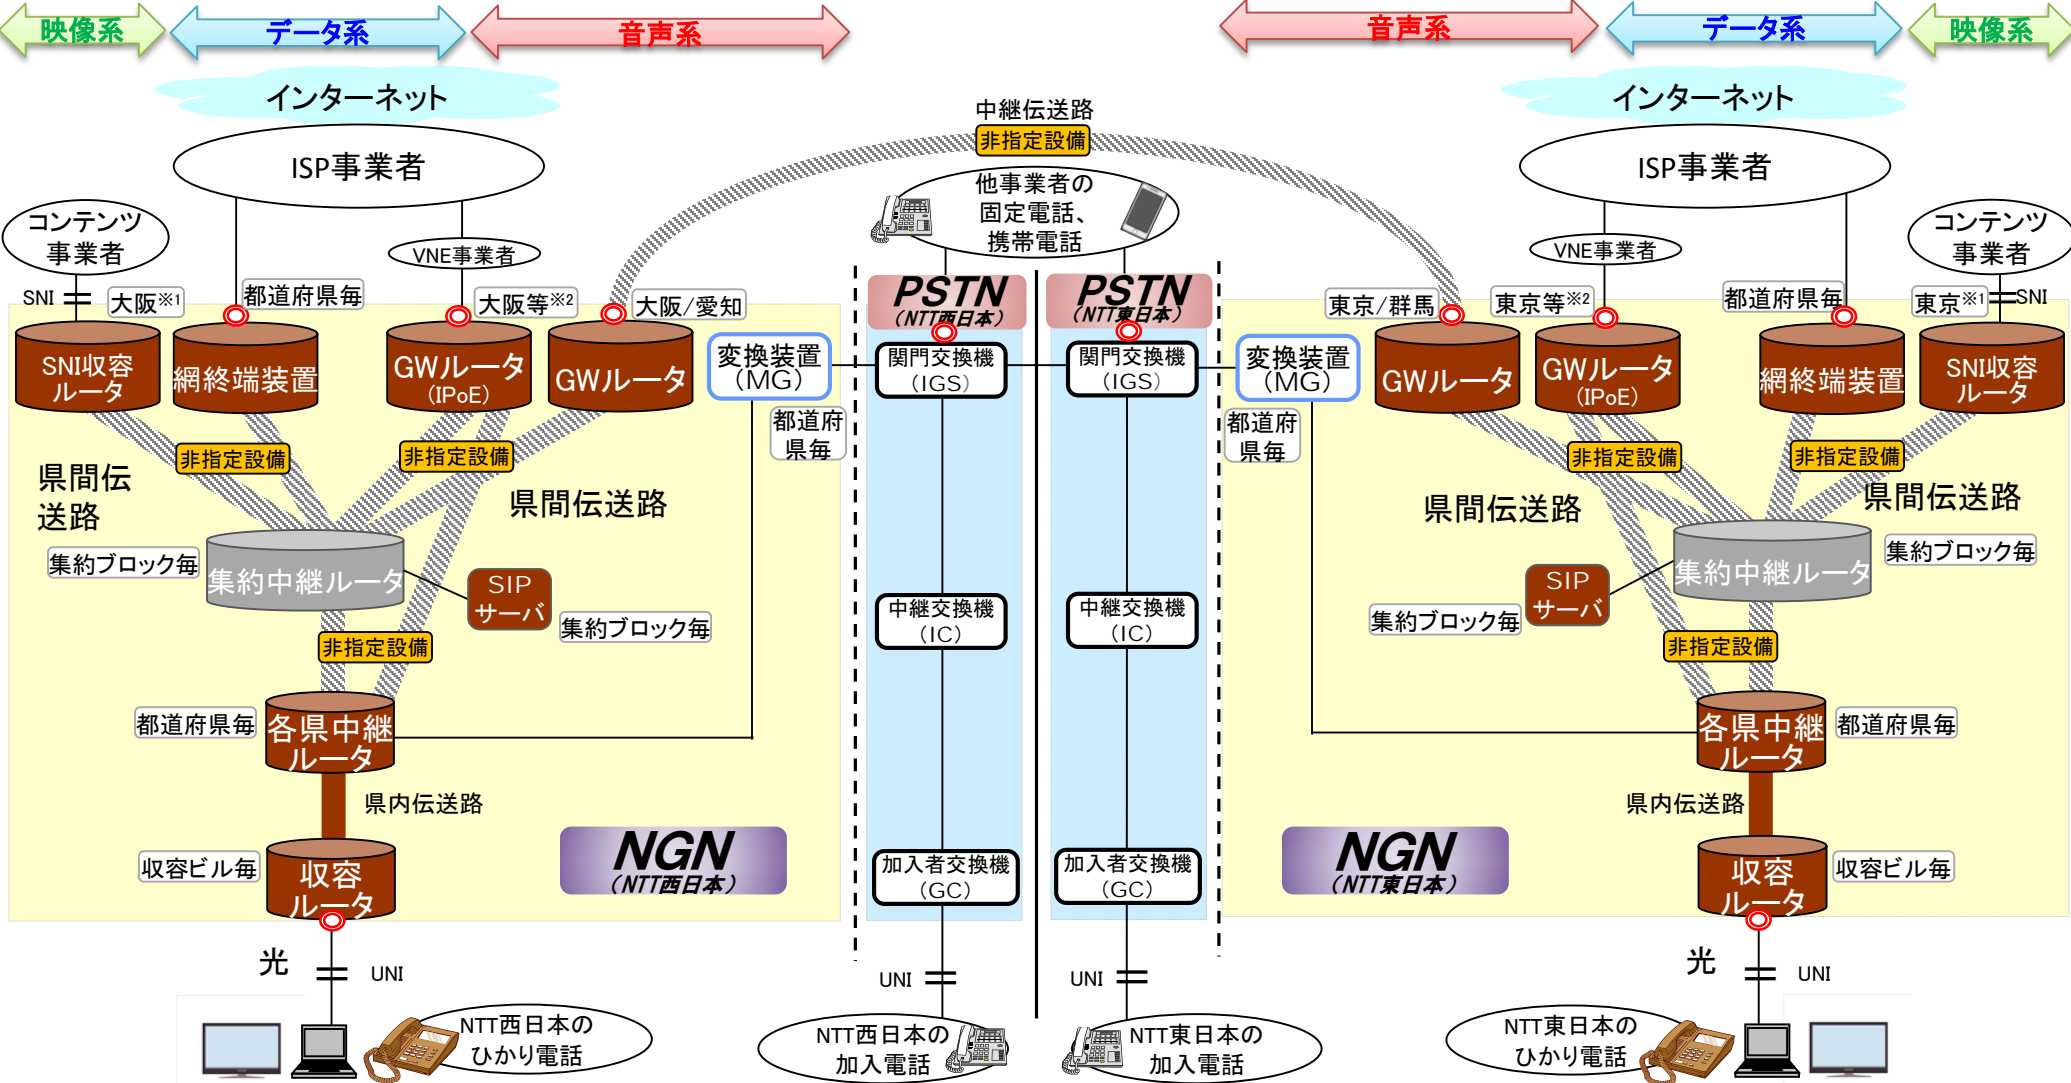 映像系
データ系
音声系
音声系
データ系
映像系
インターネット
インターネット
ISP事業者
ISP事業者
中継伝送路
非指定設備
他事業者の
固定電話、
携帯電話
コンテンツ
事業者
VNE事業者
VNE事業者
コンテンツ
事業者
SNI
大阪※1
都道府県毎
大阪等※2
大阪/愛知
PSTN
（NTT西日本）
PSTN
（NTT東日本）
東京/群馬
東京等※2
都道府県毎
東京※1
SNI
SNI収容
ルータ
網終端装置
GWルータ
（IPoE）
GWルータ
変換装置
（MG）
関門交換機
（IGS）
関門交換機
（IGS）
変換装置
（MG）
GWルータ
GWルータ
（IPoE）
網終端装置
SNI収容
ルータ
都道府
県毎
都道府
県毎
非指定設備
非指定設備
非指定設備
非指定設備
県間伝
送路
県間伝送路
県間伝送路
県間伝送路
集約ブロック毎
集約中継ルータ
SIP
サーバ
集約ブロック毎
中継交換機
（IC）
中継交換機
（IC）
集約ブロック毎
SIP
サーバ
集約中継ルータ
集約ブロック毎
非指定設備
非指定設備
都道府県毎
各県中継
ルータ
各県中継
ルータ
都道府県毎
県内伝送路
県内伝送路
収容ビル毎
収容
ルータ
NGN
（NTT西日本）
加入者交換機
（GC）
加入者交換機
（GC）
NGN
（NTT東日本）
収容
ルータ
収容ビル毎
光
UNI
UNI
UNI
光
UNI
NTT西日本の
ひかり電話
NTT西日本の
加入電話
NTT東日本の
加入電話
NTT東日本の
ひかり電話